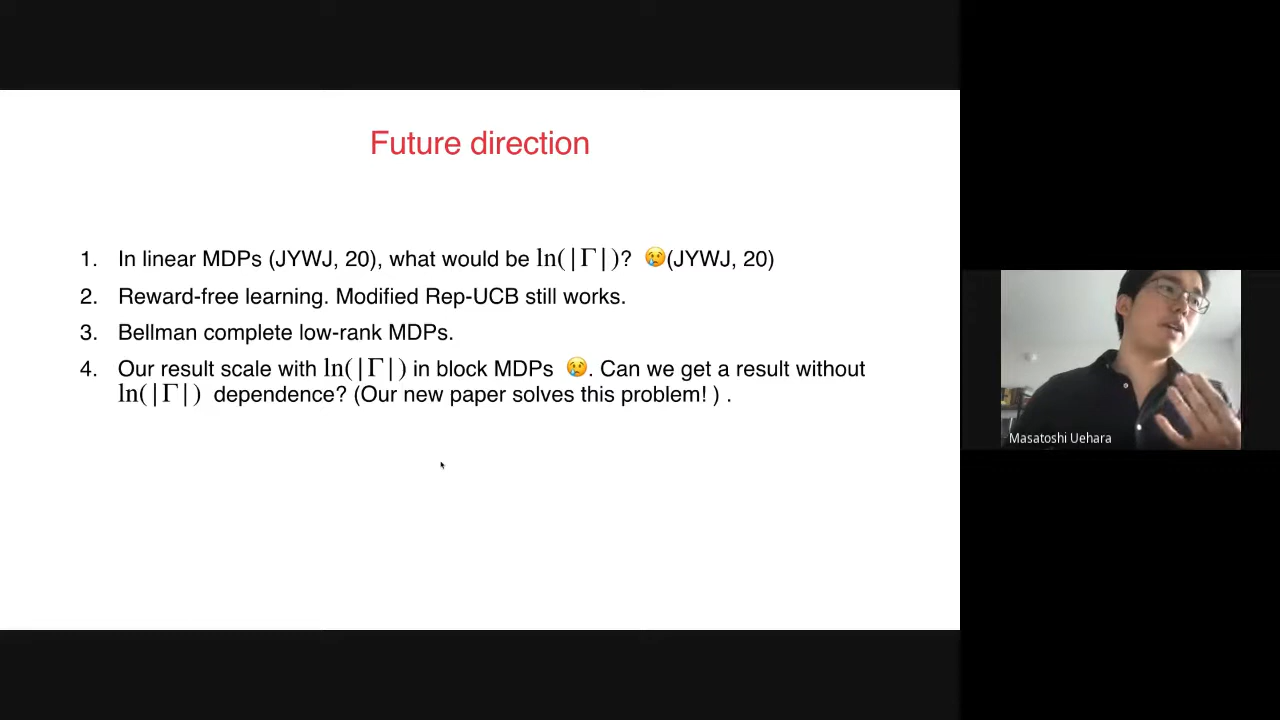 Future direction
1. In linear MDPs (JYWJ, 20), what would be ln(|Γ|)? 😢(JYWJ, 20)
2. Reward-free learning. Modified Rep-UCB still works.
3. Bellman complete low-rank MDPs.
4. Our result scale with ln(|Γ|) in block MDPs 😢. Can we get a result without
ln(|Γ|) dependence? (Our new paper solves this problem! ) .
Masatoshi Uehara